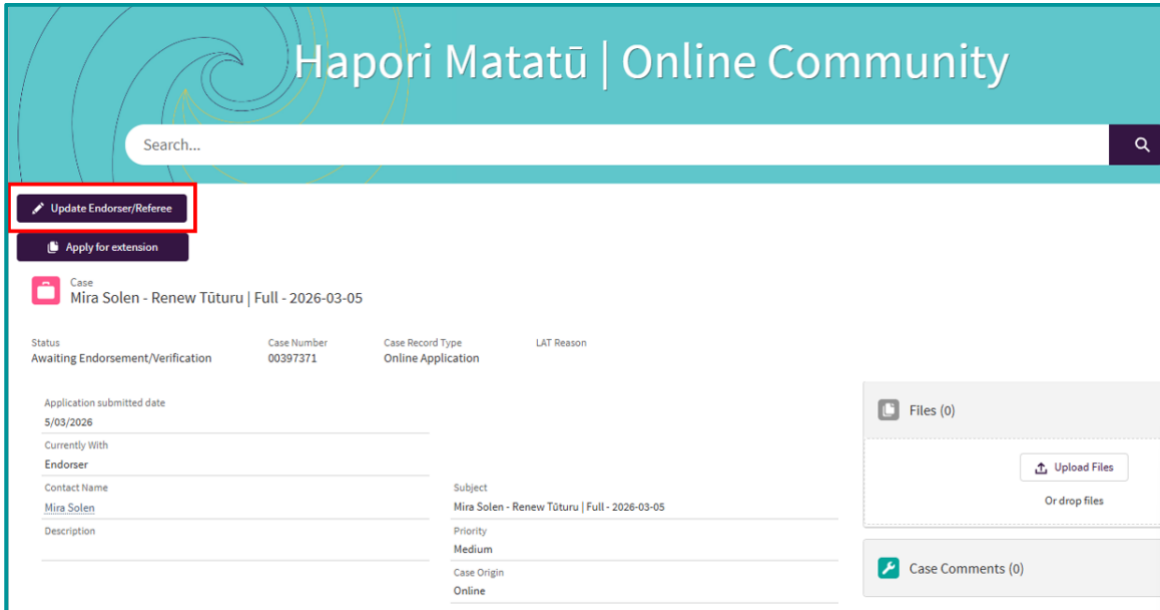 Hapori Matatū | Online Community
Search...
Update Endorser/Referee
Apply for extension
Case
Mira Solen - Renew Tūturu | Full - 2026-03-05
Status
Awaiting Endorsement/Verification
Case Number
00397371
Case Record Type
Online Application
LAT Reason
Application submitted date
5/03/2026
Currently With
Endorser
Contact Name
Mira Solen
Description
Subject
Mira Solen - Renew Tūturu | Full - 2026-03-05
Priority
Medium
Case Origin
Online
Files (0)
Upload Files
Or drop files
Case Comments (0)